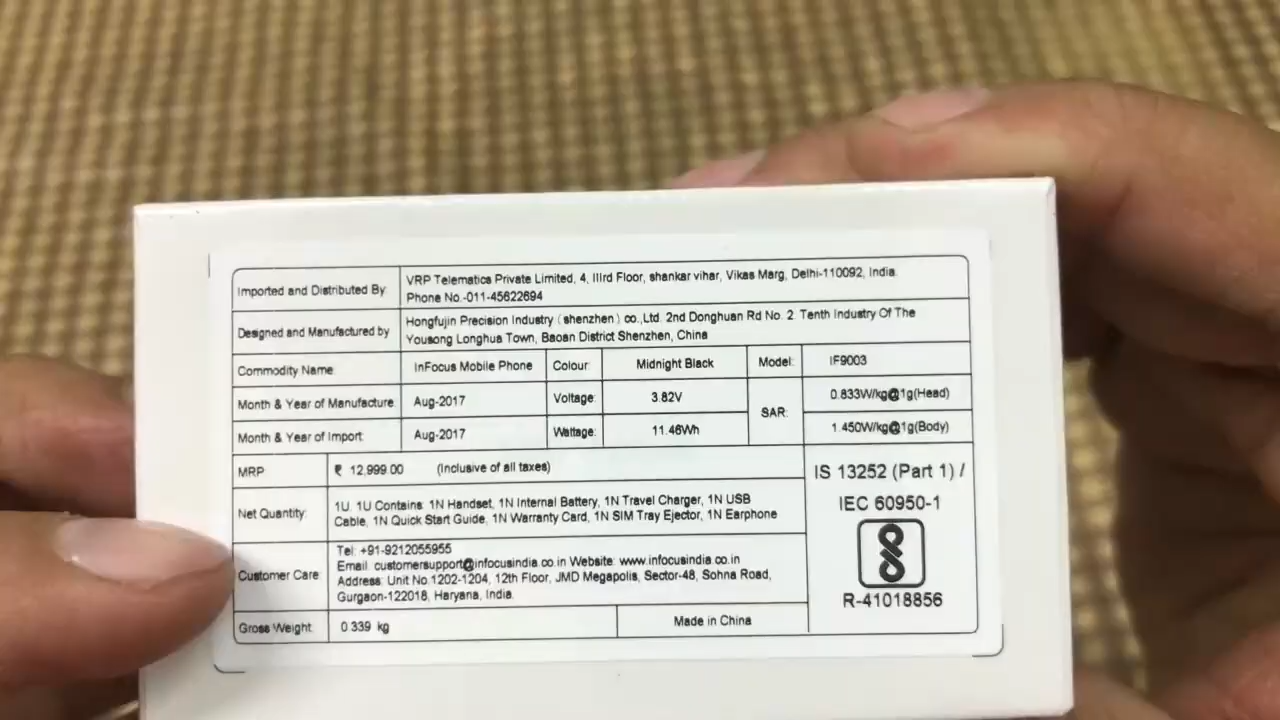 Imported and Distributed By:
VRP Telematics Private Limited, 4, IIIrd Floor, shankar vihar, Vikas Marg, Delhi-110092, India.
Phone No.-011-45622694
Designed and Manufactured by
Hongfujin Precision Industry ( shenzhen ) co.,Ltd. 2nd Donghuan Rd No. 2 Tenth Industry Of The
Yousong Longhua Town, Baoan District Shenzhen, China
Commodity Name InFocus Mobile Phone Colour: Midnight Black Model: IF9003
Month & Year of Manufacture: Aug-2017 Voltage: 3.82V SAR: 0.833W/kg@1g(Head)
Month & Year of Import: Aug-2017 Wattage: 11.46Wh 1.450W/kg@1g(Body)
MRP ₹ 12,999.00 (Inclusive of all taxes)
Net Quantity:
1U. 1U Contains: 1N Handset, 1N Internal Battery, 1N Travel Charger, 1N USB
Cable, 1N Quick Start Guide, 1N Warranty Card, 1N SIM Tray Ejector, 1N Earphone
Customer Care:
Tel: +91-9212055955
Email: customersupport@infocusindia.co.in Website: www.infocusindia.co.in
Address: Unit No.1202-1204, 12th Floor, JMD Megapolis, Sector-48, Sohna Road,
Gurgaon-122018, Haryana, India.
Gross Weight: 0.339 kg Made in China
IS 13252 (Part 1) /
IEC 60950-1
R-41018856